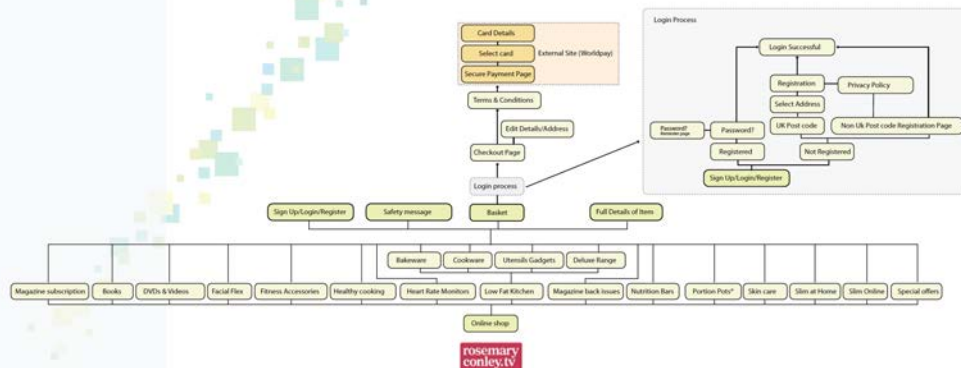 Login Process
Card Details
Select card
External Site (Worldpay)
Secure Payment Page
Terms & Conditions
Edit Details/Address
Checkout Page
Login process
Login Successful
Registration
Privacy Policy
Select Address
Password?
Reminder page
Password?
UK Post code
Non Uk Post code Registration Page
Registered
Not Registered
Sign Up/Login/Register
Sign Up/Login/Register
Safety message
Basket
Full Details of Item
Bakeware
Cookware
Utensils Gadgets
Deluxe Range
Magazine subscription
Books
DVDs & Videos
Facial Flex
Fitness Accessories
Healthy cooking
Heart Rate Monitors
Low Fat Kitchen
Magazine back issues
Nutrition Bars
Portion Pots*
Skin care
Slim at Home
Slim Online
Special offers
Online shop
rosemary
conley.tv